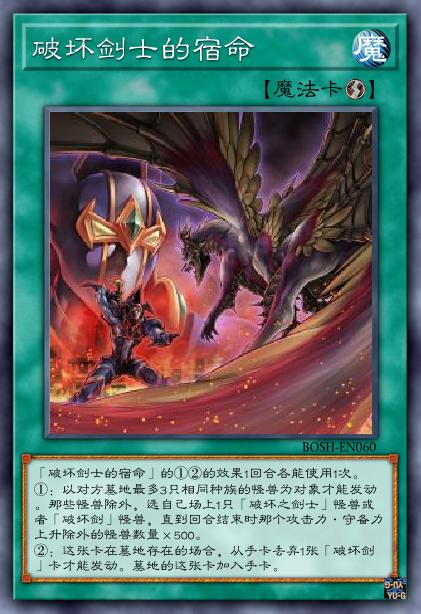 破坏剑士的宿命
魔
【魔法卡】
BOSH-EN060
「破坏剑士的宿命」的①②的效果1回合各能使用1次。
①：以对方墓地最多3只相同种族的怪兽为对象才能发动
。那些怪兽除外，选自己场上1只「破坏之剑士」怪兽或
者「破坏剑」怪兽，直到回合结束时那个攻击力·守备力
上升除外的怪兽数量×500。
②：这张卡在墓地存在的场合，从手卡丢弃1张「破坏剑
」卡才能发动。墓地的这张卡加入手卡。